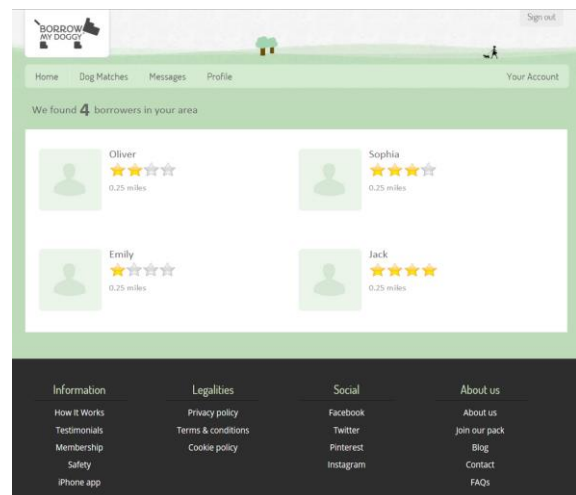 BORROW
MY DOGGY
Sign out
Home Dog Matches Messages Profile Your Account
We found 4 borrowers in your area
Oliver
0.25 miles
Sophia
0.25 miles
Emily
0.25 miles
Jack
0.25 miles
Information
How It Works
Testimonials
Membership
Safety
iPhone app
Legalities
Privacy policy
Terms & conditions
Cookie policy
Social
Facebook
Twitter
Pinterest
Instagram
About us
About us
Join our pack
Blog
Contact
FAQs